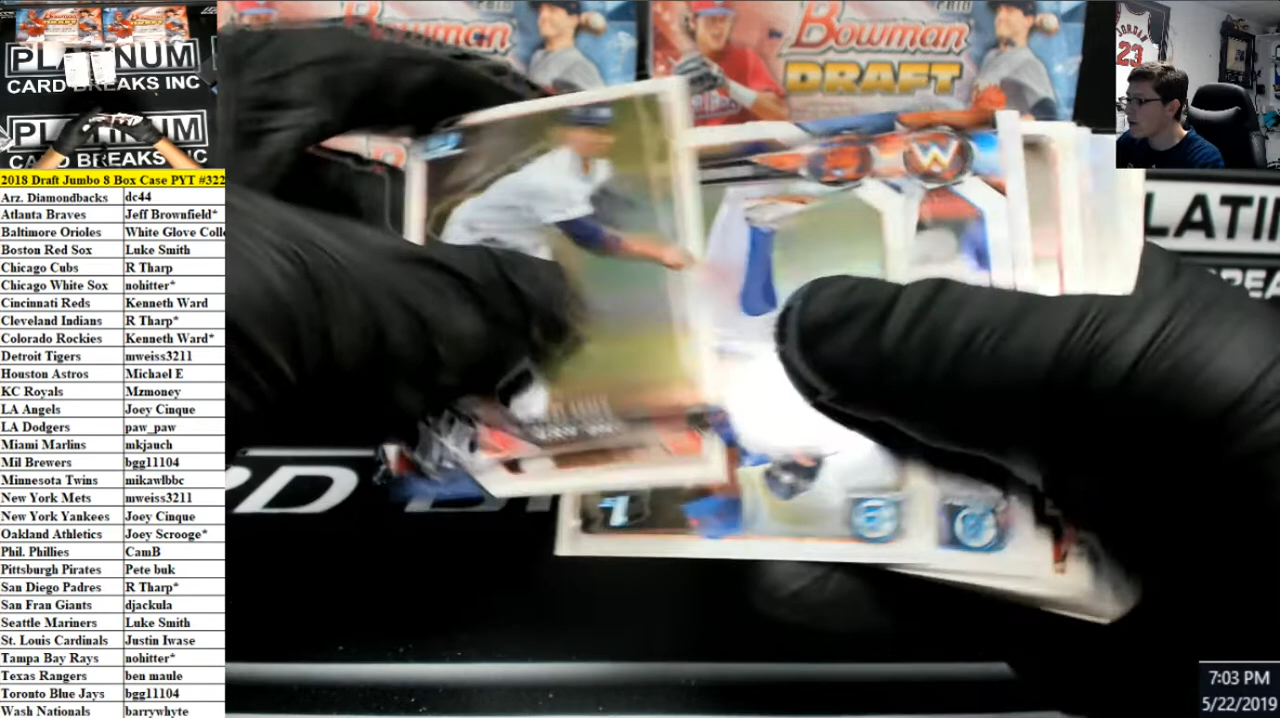 PLATINUM
CARD BREAKS INC
PLATINUM
CARD BREAKS INC
Bowman
Bowman
DRAFT
JORDAN
23
2018 Draft Jumbo 8 Box Case PYT #322
Arz. Diamondbacks dc44
Atlanta Braves Jeff Brownfield*
Baltimore Orioles White Glove Coll
Boston Red Sox Luke Smith
Chicago Cubs R Tharp
Chicago White Sox nohitter*
Cincinnati Reds Kenneth Ward
Cleveland Indians R Tharp*
Colorado Rockies Kenneth Ward*
Detroit Tigers mweiss3211
Houston Astros Michael E
KC Royals Mzmoney
LA Angels Joey Cinque
LA Dodgers paw_paw
Miami Marlins mkjauch
Mil Brewers bgg11104
Minnesota Twins mikawlbbc
New York Mets mweiss3211
New York Yankees Joey Cinque
Oakland Athletics Joey Scrooge*
Phil. Phillies CamB
Pittsburgh Pirates Pete buk
San Diego Padres R Tharp*
San Fran Giants djackula
Seattle Mariners Luke Smith
St. Louis Cardinals Justin Iwase
Tampa Bay Rays nohitter*
Texas Rangers ben maule
Toronto Blue Jays bgg11104
Wash Nationals barrywhyte
W
LATI
7:03 PM
5/22/2019